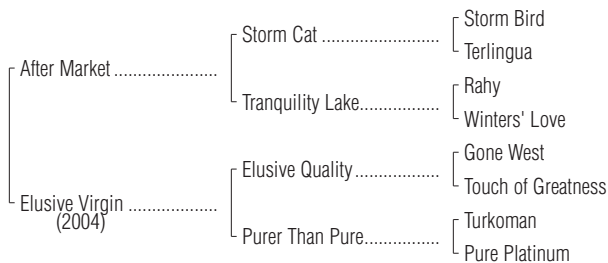 Storm Bird
Storm Cat ..........................
Terlingua
After Market .......................
Rahy
Tranquility Lake..................
Winters' Love
Gone West
Elusive Quality ...................
Touch of Greatness
Elusive Virgin ....................
(2004)
Turkoman
Purer Than Pure.................
Pure Platinum